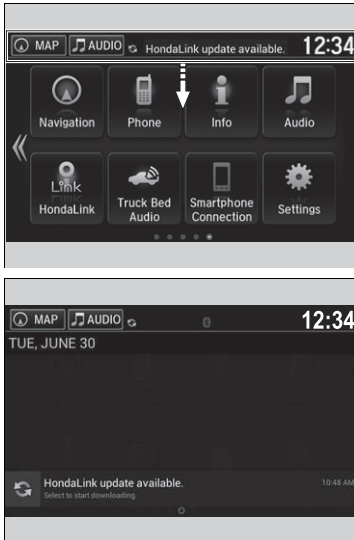 MAP AUDIO HondaLink update available. 12:34
Navigation Phone Info Audio
Link
HondaLink Truck Bed Audio Smartphone Connection Settings
MAP AUDIO 12:34
TUE, JUNE 30
HondaLink update available. 10:48 AM
Select to start downloading.